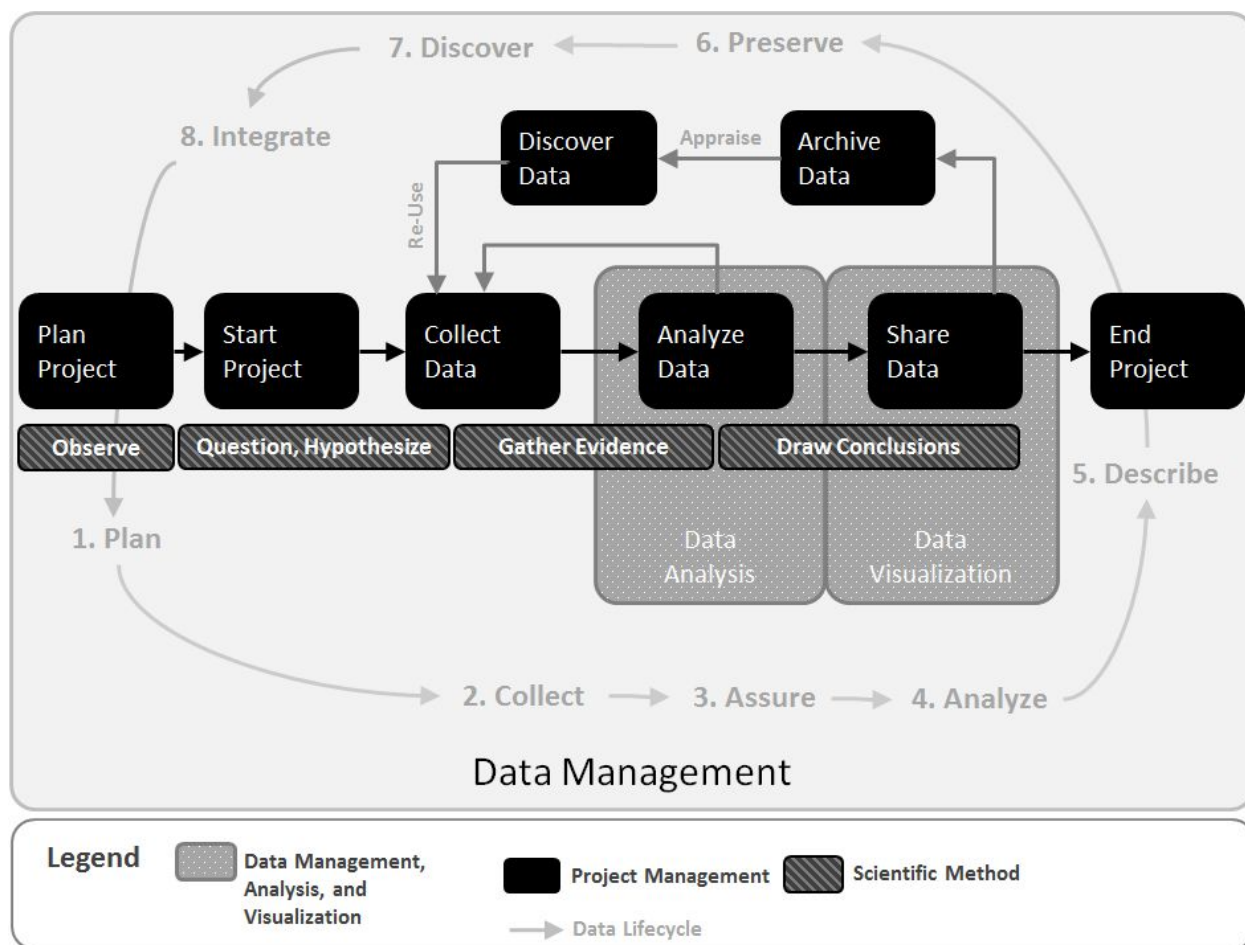 7. Discover
6. Preserve
8. Integrate
Discover
Data
Appraise
Archive
Data
Re-Use
Plan
Project
Start
Project
Collect
Data
Analyze
Data
Share
Data
End
Project
Observe
Question, Hypothesize
Gather Evidence
Draw Conclusions
5. Describe
1. Plan
Data
Analysis
Data
Visualization
2. Collect
3. Assure
4. Analyze
Data Management
Legend
Data Management,
Analysis, and
Visualization
Project Management
Scientific Method
Data Lifecycle